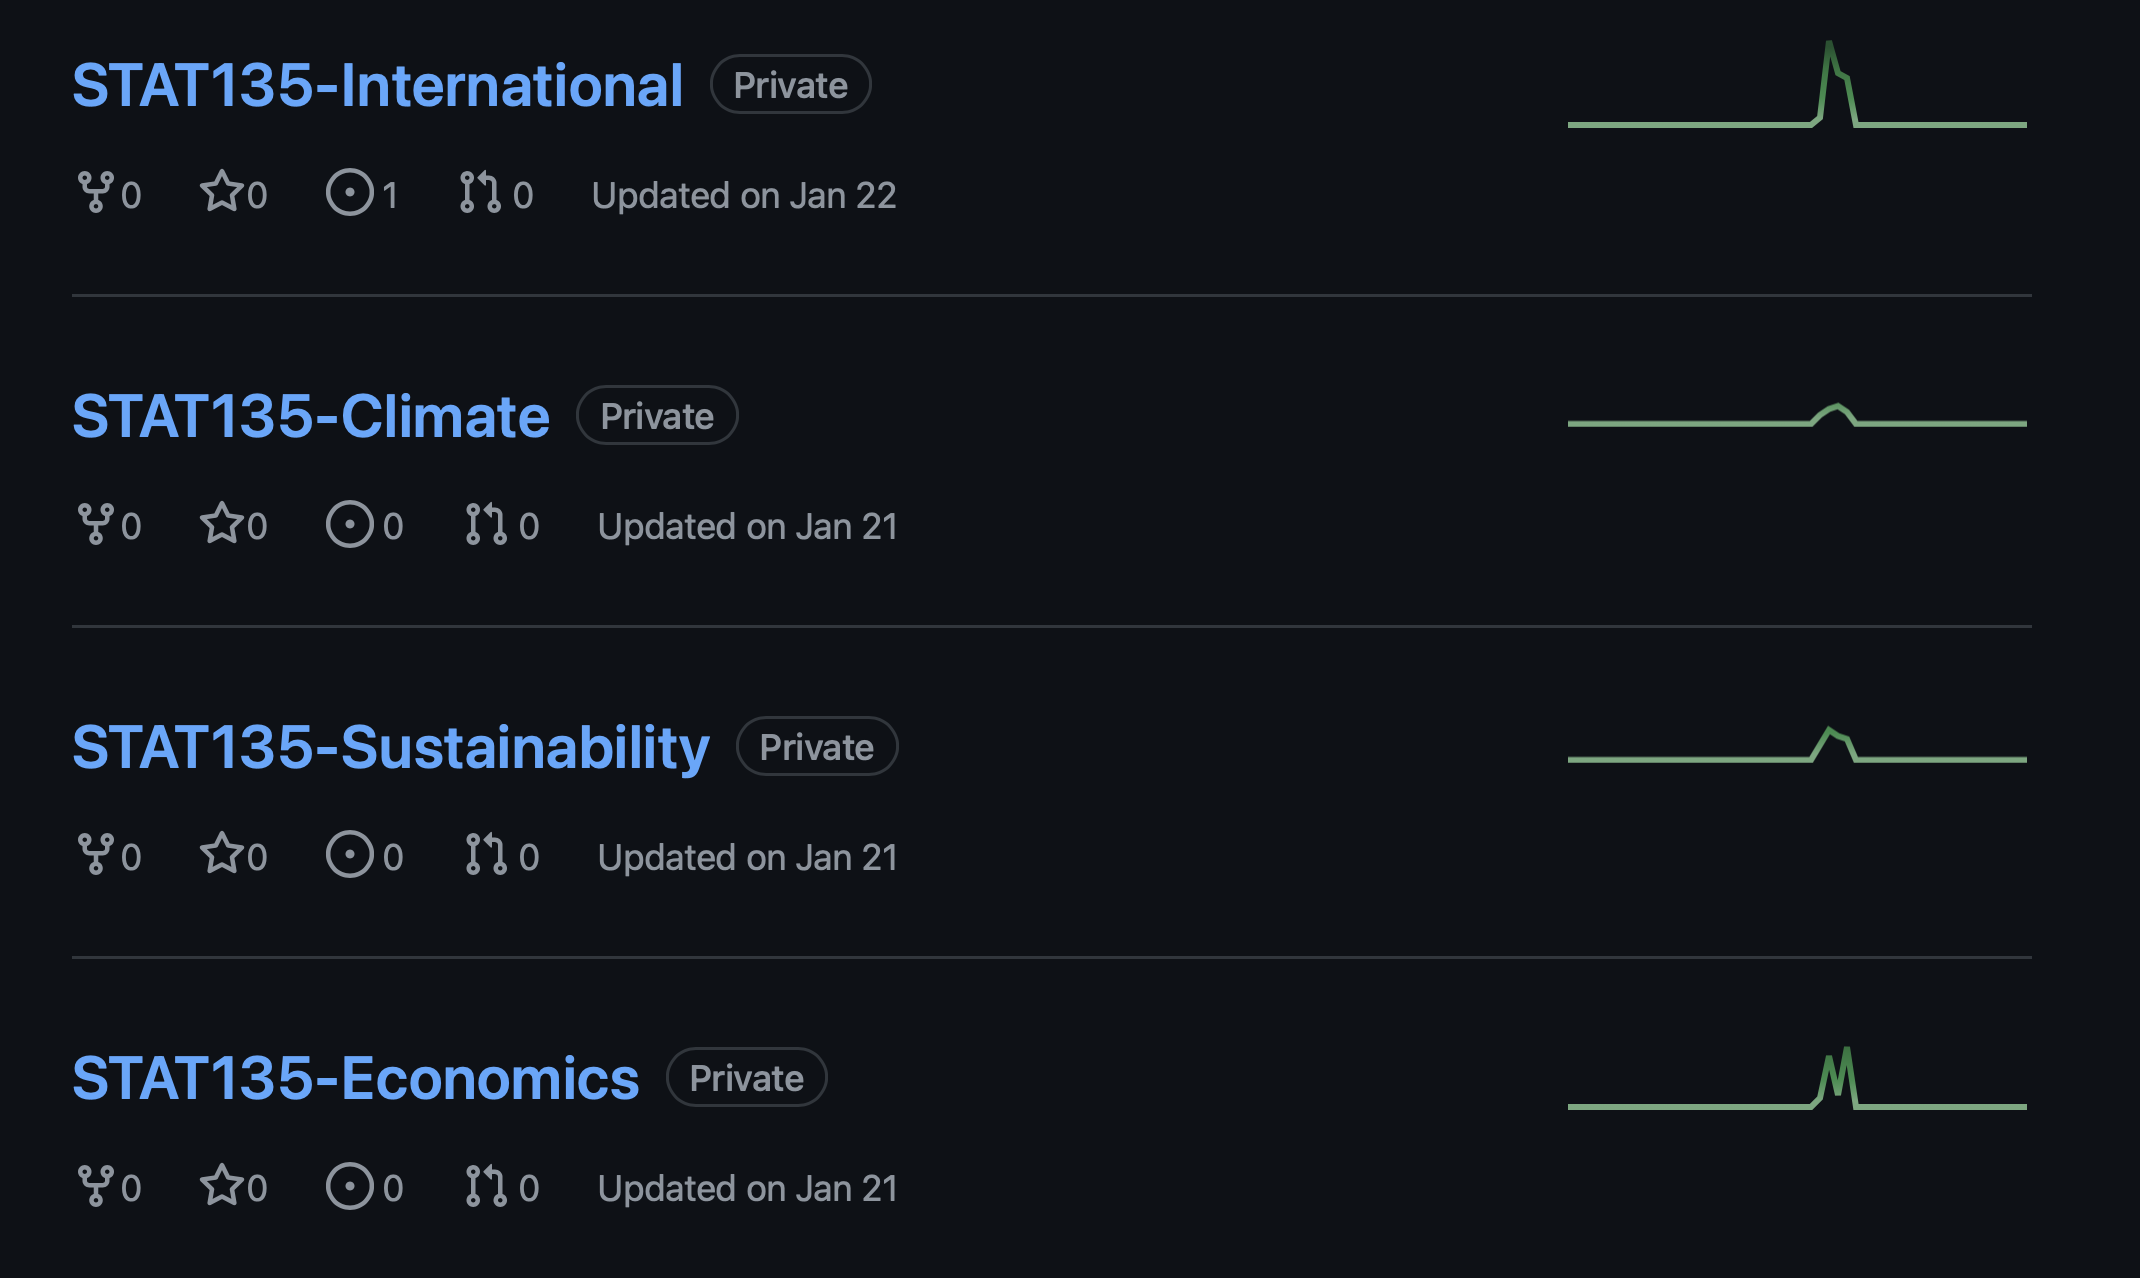 STAT135-International Private
0 0 1 0 Updated on Jan 22
STAT135-Climate Private
0 0 0 0 Updated on Jan 21
STAT135-Sustainability Private
0 0 0 0 Updated on Jan 21
STAT135-Economics Private
0 0 0 0 Updated on Jan 21